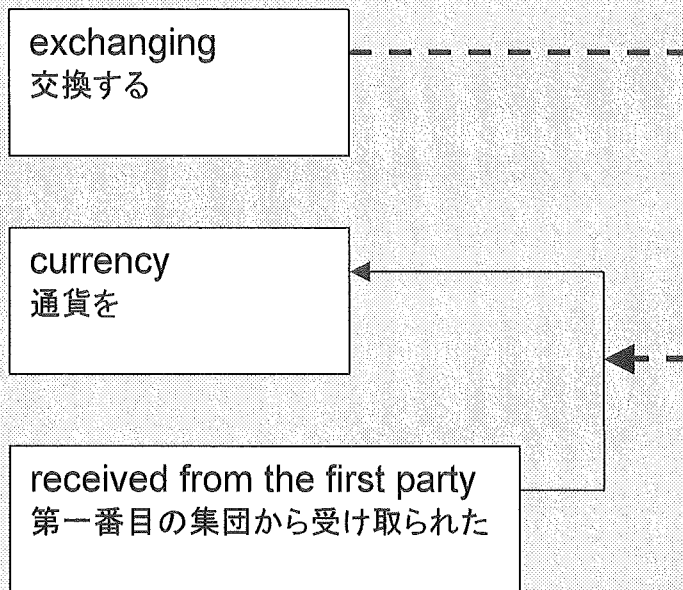 exchanging
交換する
currency
通貨を
received from the first party
第一番目の集団から受け取られた